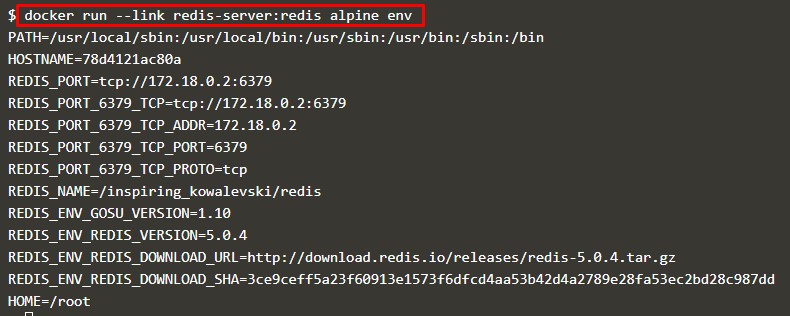 $ docker run --link redis-server:redis alpine env
PATH=/usr/local/sbin:/usr/local/bin:/usr/sbin:/usr/bin:/sbin:/bin
HOSTNAME=78d4121ac80a
REDIS_PORT=tcp://172.18.0.2:6379
REDIS_PORT_6379_TCP=tcp://172.18.0.2:6379
REDIS_PORT_6379_TCP_ADDR=172.18.0.2
REDIS_PORT_6379_TCP_PORT=6379
REDIS_PORT_6379_TCP_PROTO=tcp
REDIS_NAME=/inspiring_kowalevski/redis
REDIS_ENV_GOSU_VERSION=1.10
REDIS_ENV_REDIS_VERSION=5.0.4
REDIS_ENV_REDIS_DOWNLOAD_URL=http://download.redis.io/releases/redis-5.0.4.tar.gz
REDIS_ENV_REDIS_DOWNLOAD_SHA=3ce9ceff5a23f60913e1573f6dfcd4aa53b42d4a2789e28fa53ec2bd28c987dd
HOME=/root